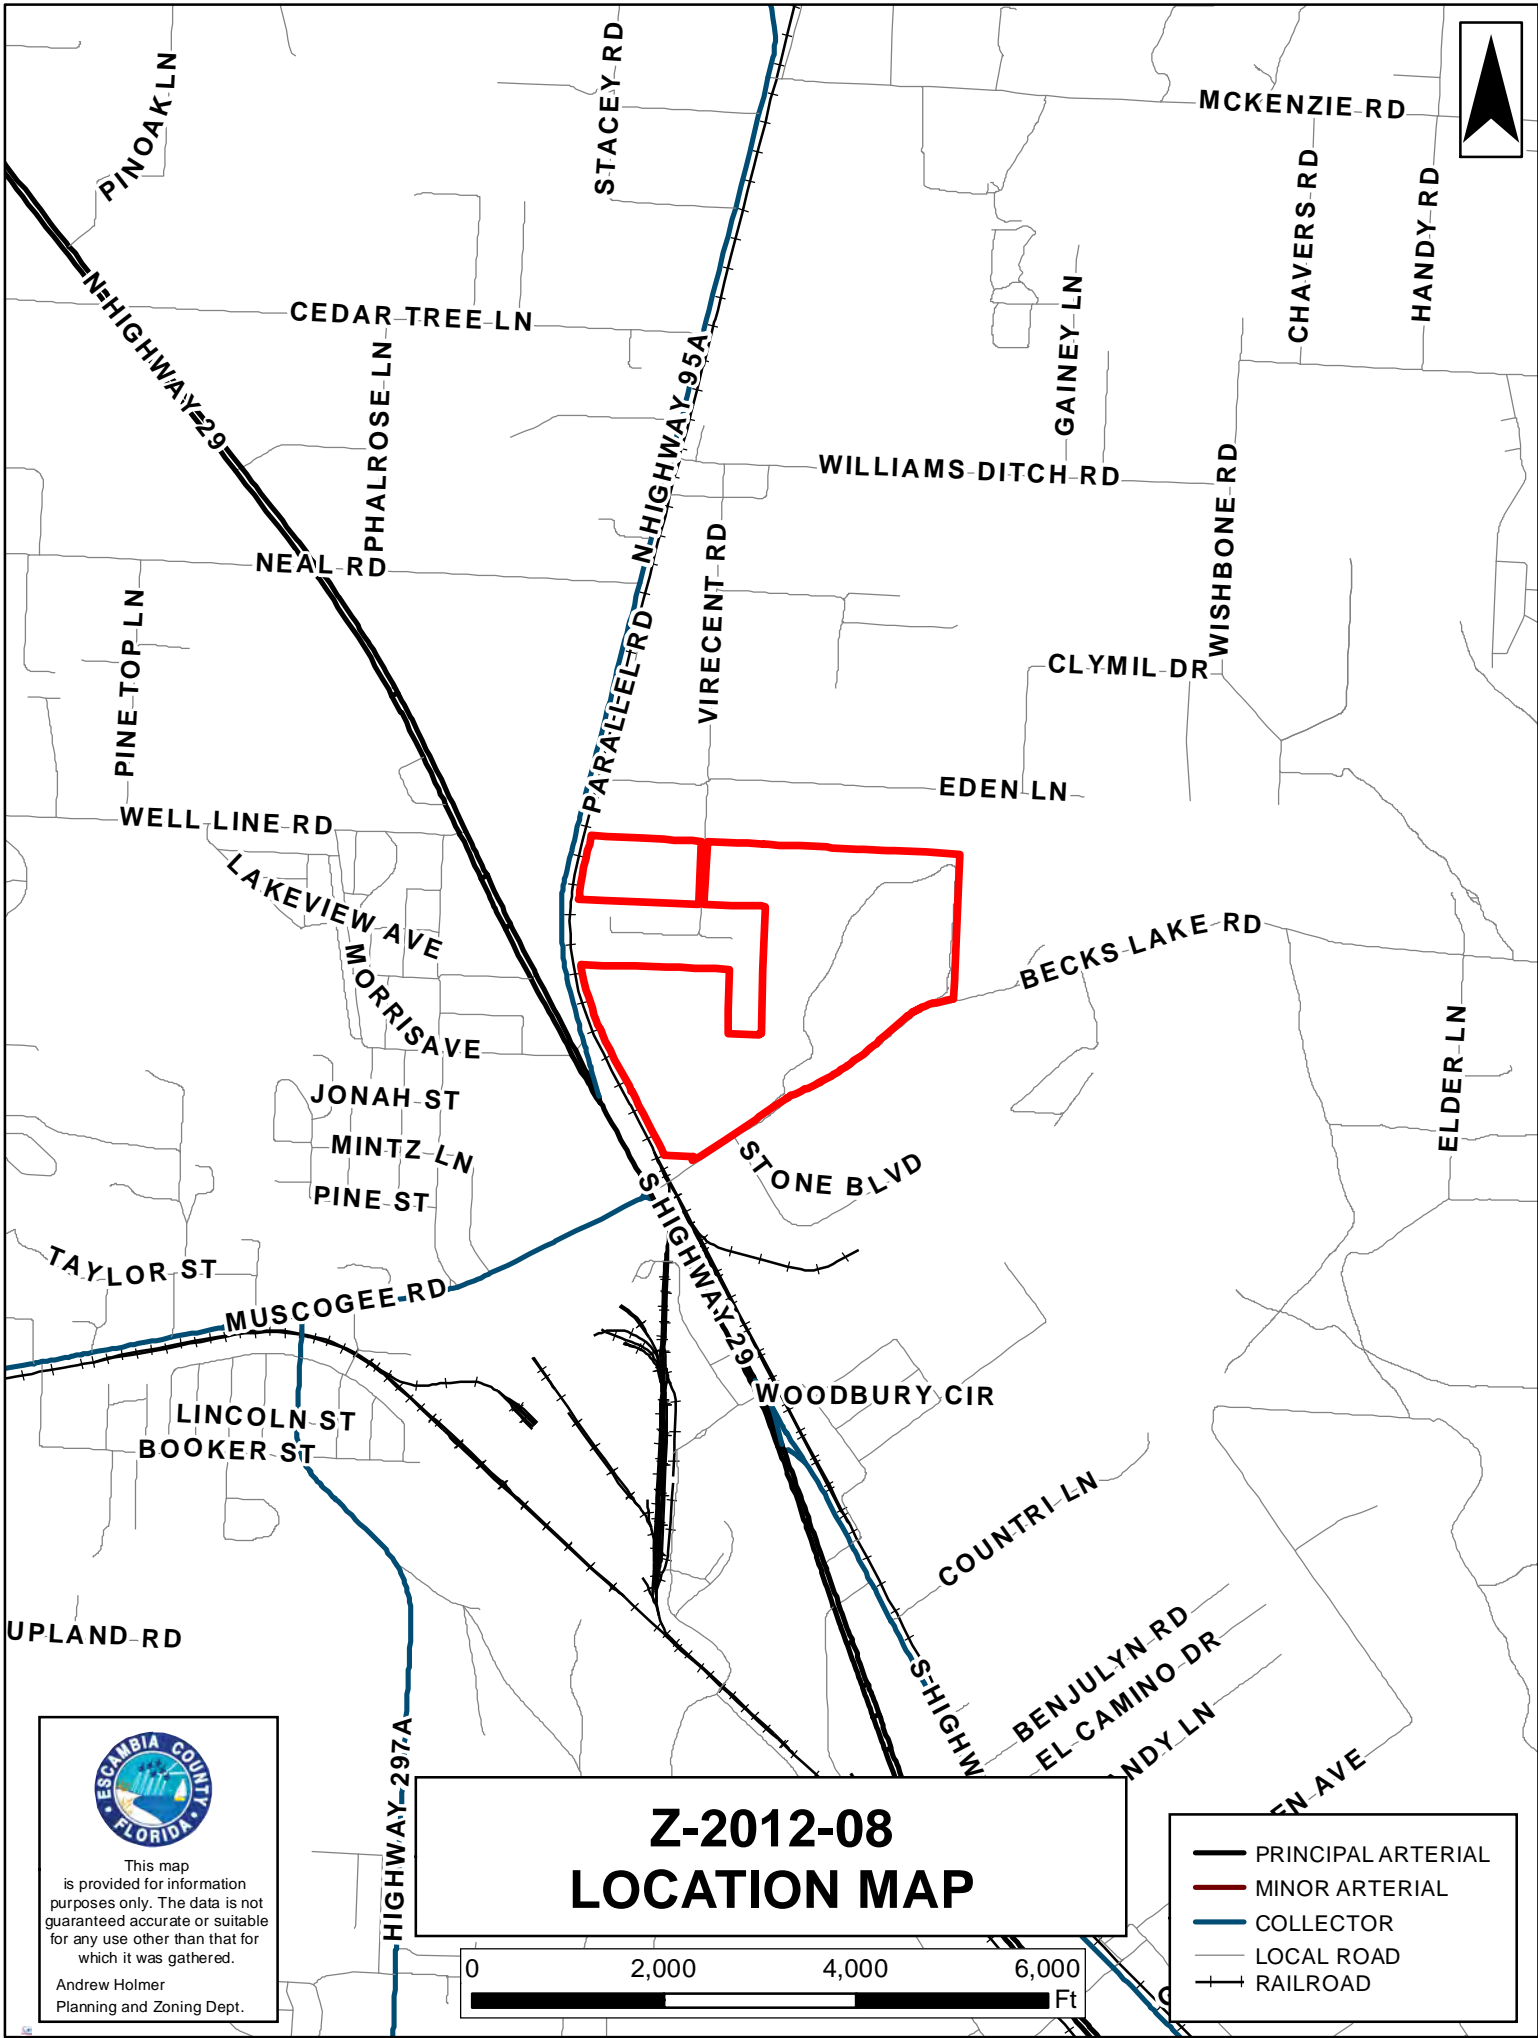 PINOAK LN
STACEY RD
MCKENZIE RD
CHAVERS RD
HANDY RD
N HIGHWAY 29
CEDAR TREE LN
PHALROSE LN
N HIGHWAY 95A
GAINEY LN
WILLIAMS DITCH RD
WISHBONE RD
NEAL RD
VIRECENT RD
PINE TOP LN
PARALLEL RD
CLYMIL DR
EDEN LN
WELL LINE RD
LAKEVIEW AVE
MORRIS AVE
BECKS LAKE RD
ELDER LN
JONAH ST
MINTZ LN
PINE ST
STONE BLVD
S HIGHWAY 29
TAYLOR ST
MUSCOGEE RD
WOODBURY CIR
LINCOLN ST
BOOKER ST
COUNTRI LN
UPLAND RD
S HIGHW
BENJULYN RD
EL CAMINO DR
NDY LN
EN AVE
HIGHWAY 297A
ESCAMBIA COUNTY
FLORIDA
This map
is provided for information
purposes only. The data is not
guaranteed accurate or suitable
for any use other than that for
which it was gathered.
Andrew Holmer
Planning and Zoning Dept.
Z-2012-08
LOCATION MAP
0 2,000 4,000 6,000
Ft
PRINCIPAL ARTERIAL
MINOR ARTERIAL
COLLECTOR
LOCAL ROAD
RAILROAD